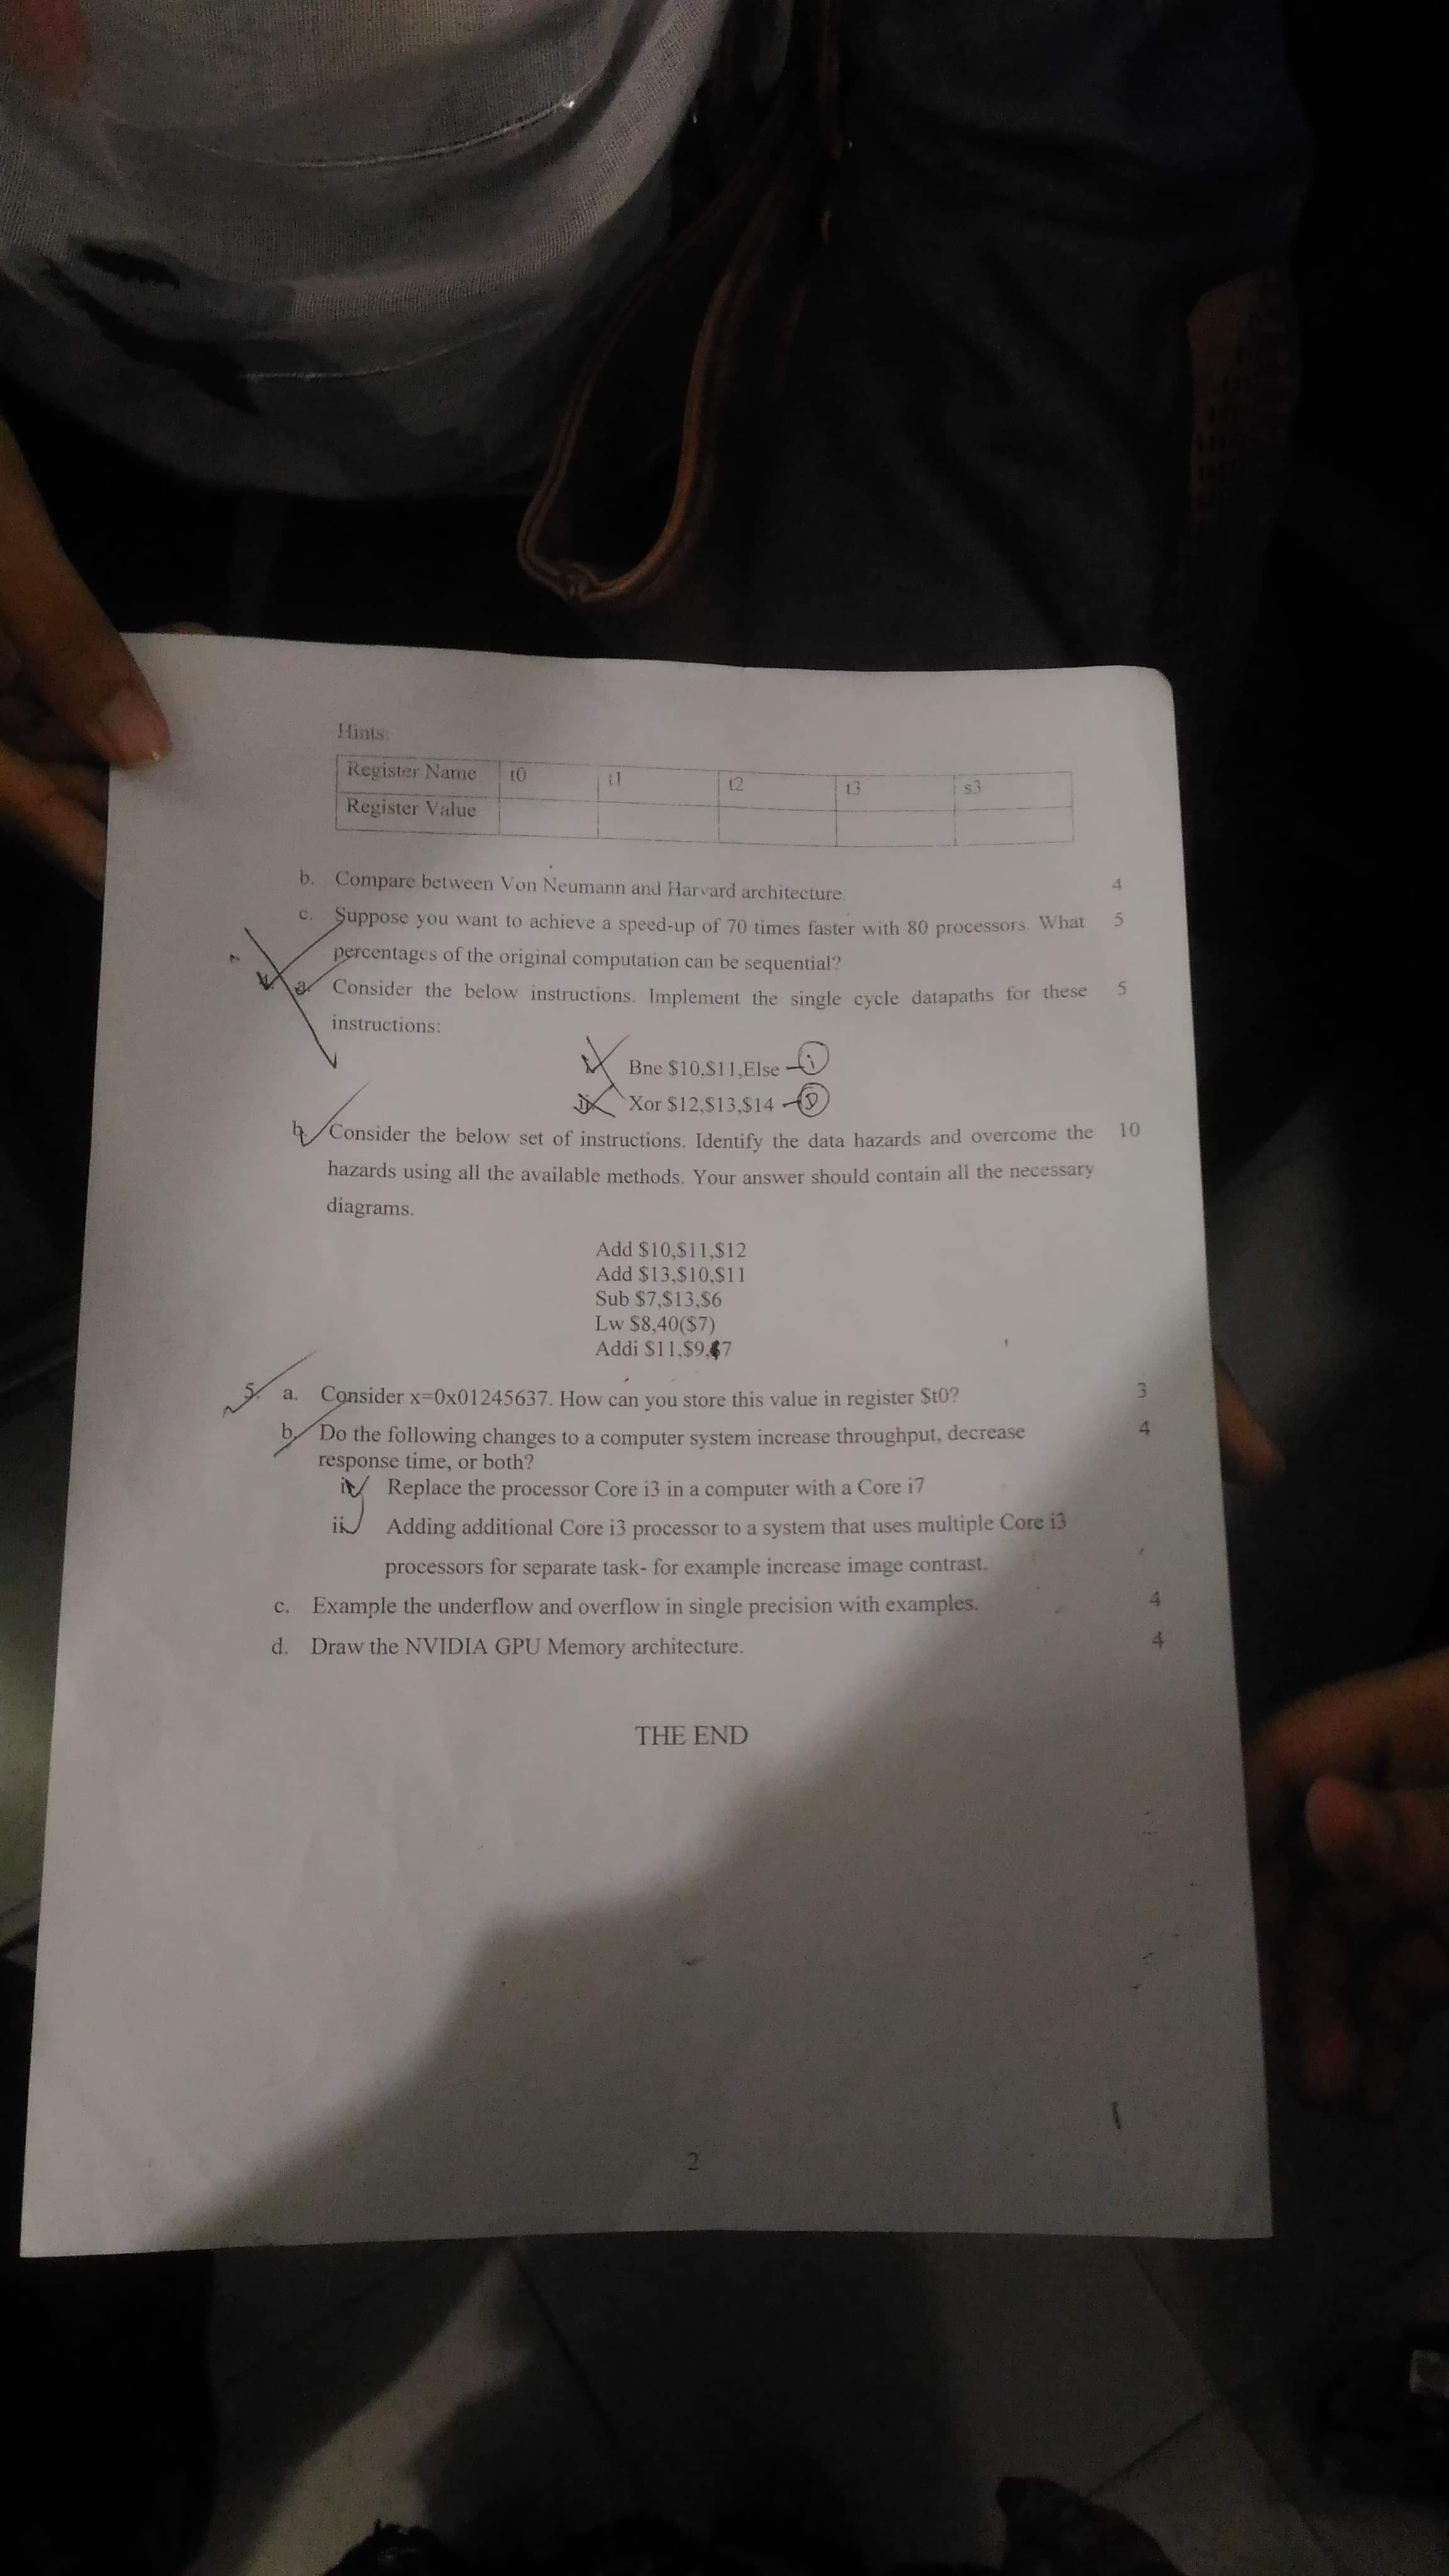 Hints:
Register Name t0 t1 t2 t3 s3
Register Value
b. Compare between Von Neumann and Harvard architecture. 4
c. Suppose you want to achieve a speed-up of 70 times faster with 80 processors. What 5
percentages of the original computation can be sequential?
4. a. Consider the below instructions. Implement the single cycle datapaths for these 5
instructions:
Bne $10,$11,Else - i
Xor $12,$13,$14 -
b. Consider the below set of instructions. Identify the data hazards and overcome the 10
hazards using all the available methods. Your answer should contain all the necessary
diagrams.
Add $10,$11,$12
Add $13,$10,$11
Sub $7,$13,$6
Lw $8,40($7)
Addi $11,$9,47
5. a. Consider x=0x01245637. How can you store this value in register $t0? 3
b. Do the following changes to a computer system increase throughput, decrease 4
response time, or both?
i. Replace the processor Core i3 in a computer with a Core i7
ii. Adding additional Core i3 processor to a system that uses multiple Core i3
processors for separate task- for example increase image contrast.
c. Example the underflow and overflow in single precision with examples. 4
d. Draw the NVIDIA GPU Memory architecture. 4
THE END
2